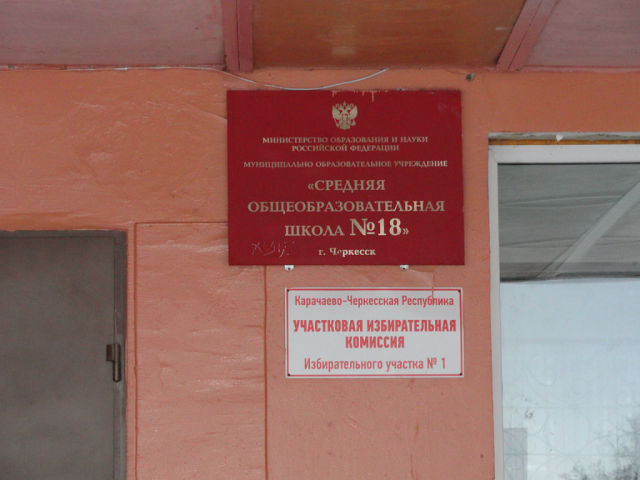 МИНИСТЕРСТВО ОБРАЗОВАНИЯ И НАУКИ
РОССИЙСКОЙ ФЕДЕРАЦИИ
МУНИЦИПАЛЬНО ОБРАЗОВАТЕЛЬНОЕ УЧРЕЖДЕНИЕ
«СРЕДНЯЯ
ОБЩЕОБРАЗОВАТЕЛЬНАЯ
ШКОЛА №18»
г. Черкесск
Карачаево-Черкесская Республика
УЧАСТКОВАЯ ИЗБИРАТЕЛЬНАЯ
КОМИССИЯ
Избирательного участка № 1